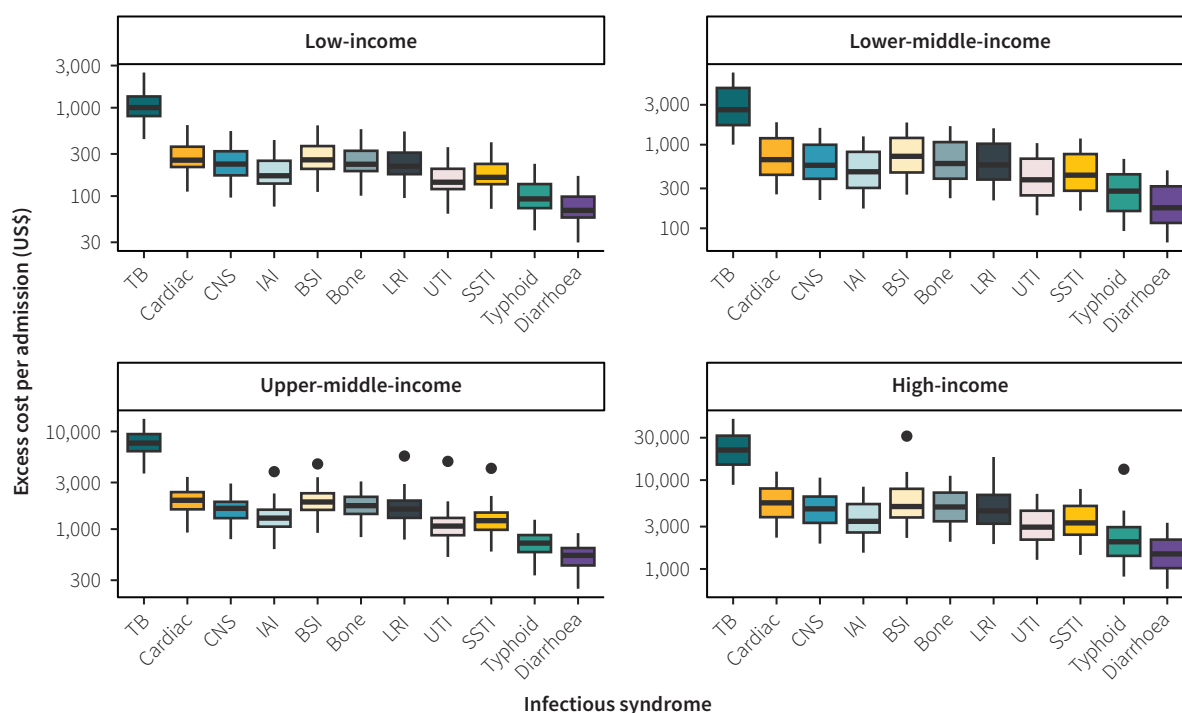 Low-income
Lower-middle-income
3,000
1,000
300
100
30
3,000
1,000
300
100
TB
Cardiac
CNS
IAI
BSI
Bone
LRI
UTI
SSTI
Typhoid
Diarrhoea
TB
Cardiac
CNS
IAI
BSI
Bone
LRI
UTI
SSTI
Typhoid
Diarrhoea
Excess cost per admission (US$)
Upper-middle-income
High-income
10,000
3,000
1,000
300
30,000
10,000
3,000
1,000
TB
Cardiac
CNS
IAI
BSI
Bone
LRI
UTI
SSTI
Typhoid
Diarrhoea
TB
Cardiac
CNS
IAI
BSI
Bone
LRI
UTI
SSTI
Typhoid
Diarrhoea
Infectious syndrome